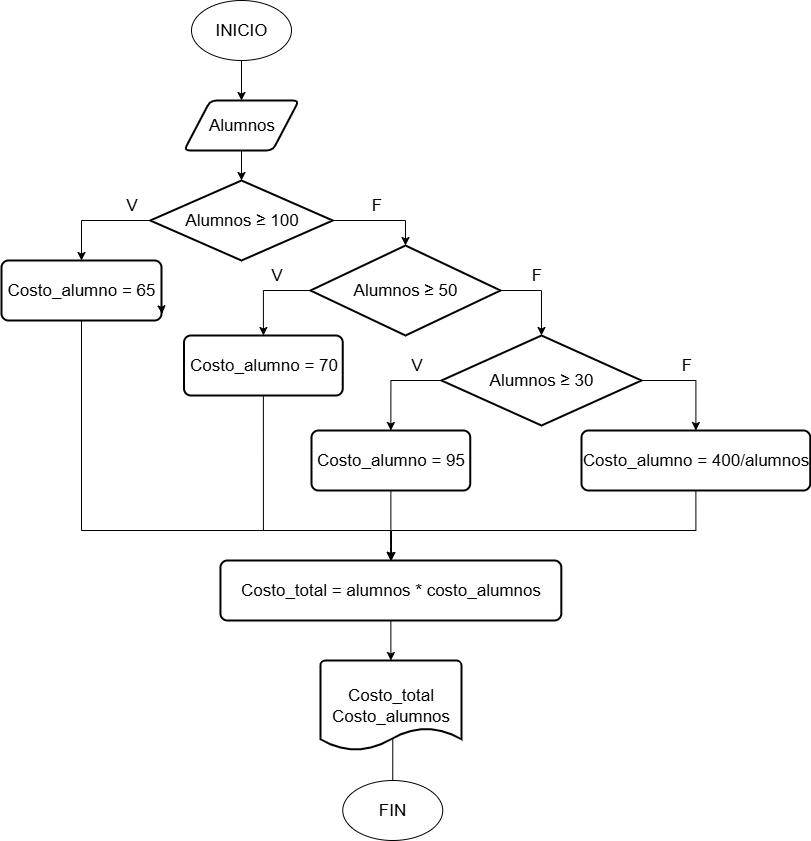 INICIO
Alumnos
Alumnos ≥ 100
V
F
Costo_alumno = 65
Alumnos ≥ 50
V
F
Costo_alumno = 70
Alumnos ≥ 30
V
F
Costo_alumno = 95
Costo_alumno = 400/alumnos
Costo_total = alumnos * costo_alumnos
Costo_total
Costo_alumnos
FIN